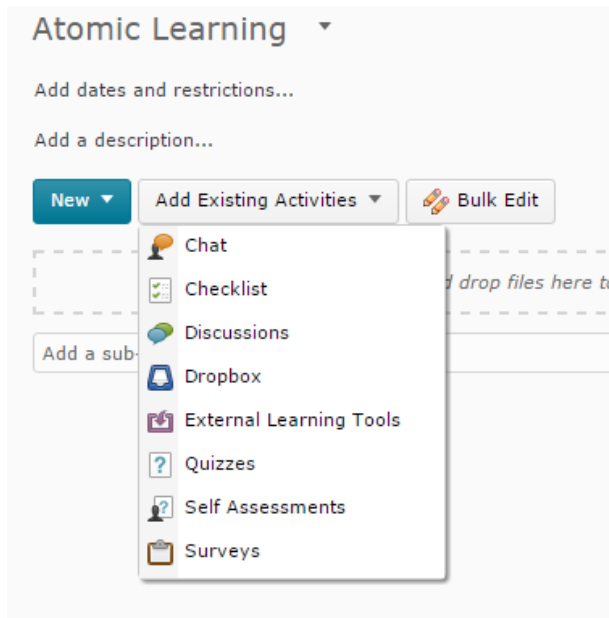 Atomic Learning
Add dates and restrictions...
Add a description...
New Add Existing Activities Bulk Edit
Chat
drop files here
Checklist
Discussions
Add a sub-
Dropbox
External Learning Tools
Quizzes
Self Assessments
Surveys